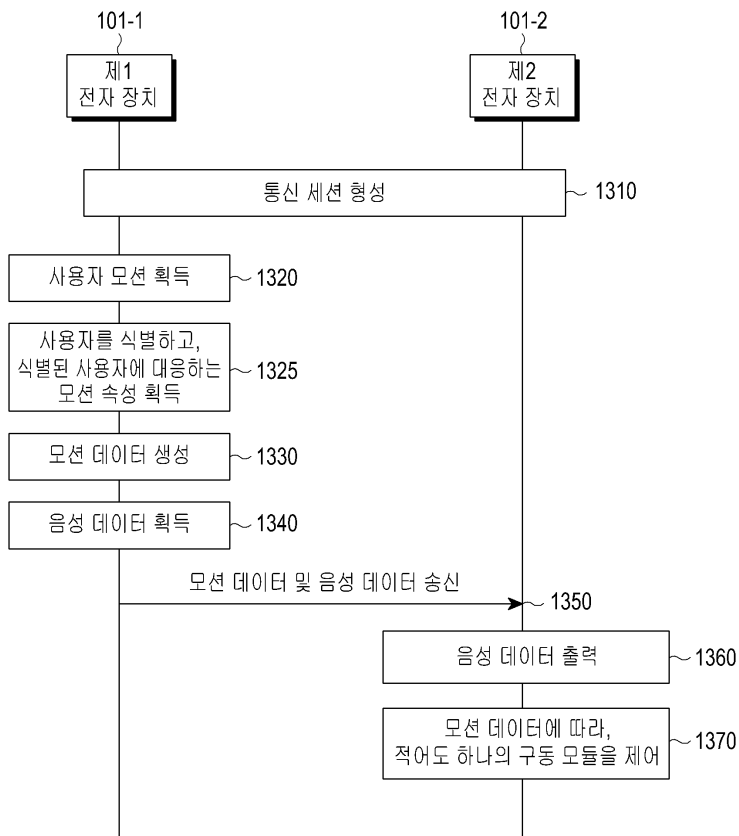 101-1
101-2
제1
전자 장치
제2
전자 장치
통신 세션 형성
1310
사용자 모션 획득
1320
사용자를 식별하고,
식별된 사용자에 대응하는
모션 속성 획득
1325
모션 데이터 생성
1330
음성 데이터 획득
1340
모션 데이터 및 음성 데이터 송신
1350
음성 데이터 출력
1360
모션 데이터에 따라,
적어도 하나의 구동 모듈을 제어
1370